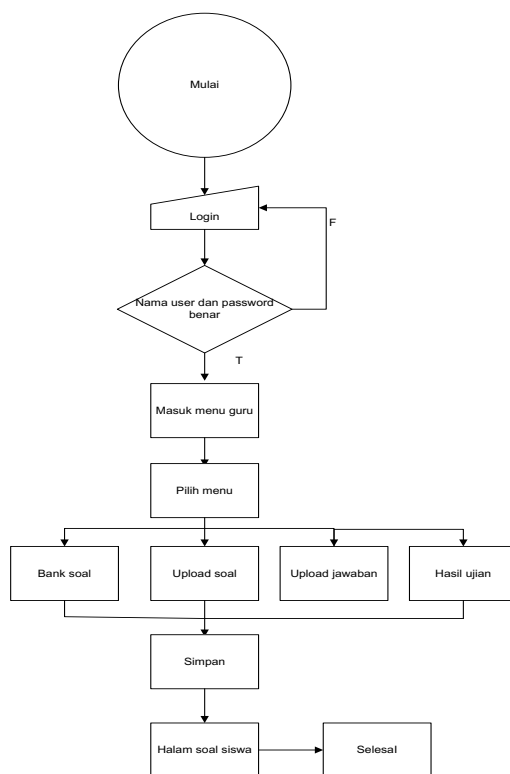 Mulai
Login
F
Nama user dan password
benar
T
Masuk menu guru
Pilih menu
Bank soal
Upload soal
Upload jawaban
Hasil ujian
Simpan
Halam soal siswa
Selesal